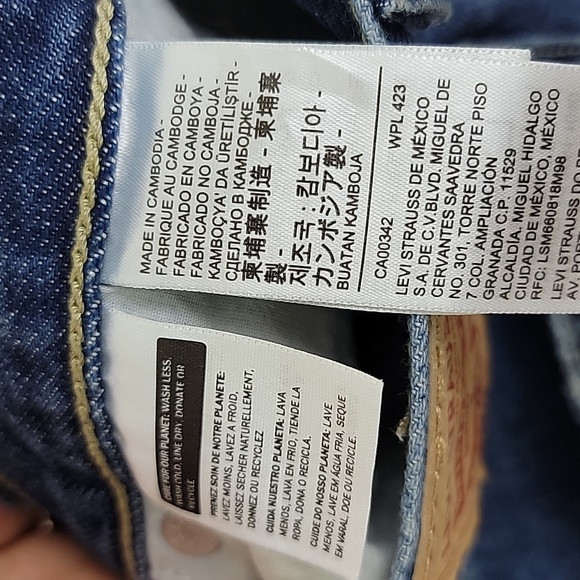 MADE IN CAMBODIA -
FABRIQUE AU CAMBODGE -
FABRICADO EN CAMBOYA -
FABRICADO NO CAMBOJA -
KAMBOÇYA' DA ÜRETILIŞTIR -
СДЕЛАНО В КАМБОДЖЕ -
柬埔寨制造 - 柬埔寨
製 -
제조국 : 캄보디아 -
カンボジア製 -
BUATAN KAMBOJA
CA00342 WPL 423
LEVI STRAUSS DE MÉXICO
S.A. DE C.V.BLVD. MIGUEL DE
CERVANTES SAAVEDRA
NO. 301, TORRE NORTE PISO
7 COL. AMPLIACIÓN
GRANADA C.P. 11529
ALCALDÍA, MIGUEL HIDALGO
CIUDAD DE MÉXICO, MÉXICO
RFC: LSM660818M98
LEVI STRAUSS
CARE FOR OUR PLANET: WASH LESS,
WASH COLD, LINE DRY, DONATE OR
RECYCLE
PRENEZ SOIN DE NOTRE PLANETE:
LAVEZ MOINS, LAVEZ A FROID,
LAISSEZ SECHER NATURELLEMENT,
DONNEZ OU RECYCLEZ
CUIDA NUESTRO PLANETA: LAVA
MENOS, LAVA EN FRIO, TIENDE LA
ROPA, DONA O RECICLA.
CUIDE DO NOSSO PLANETA: LAVE
MENOS, LAVE EM ÁGUA FRIA, SEQUE
EM VARAL, DOE OU RECICLE.